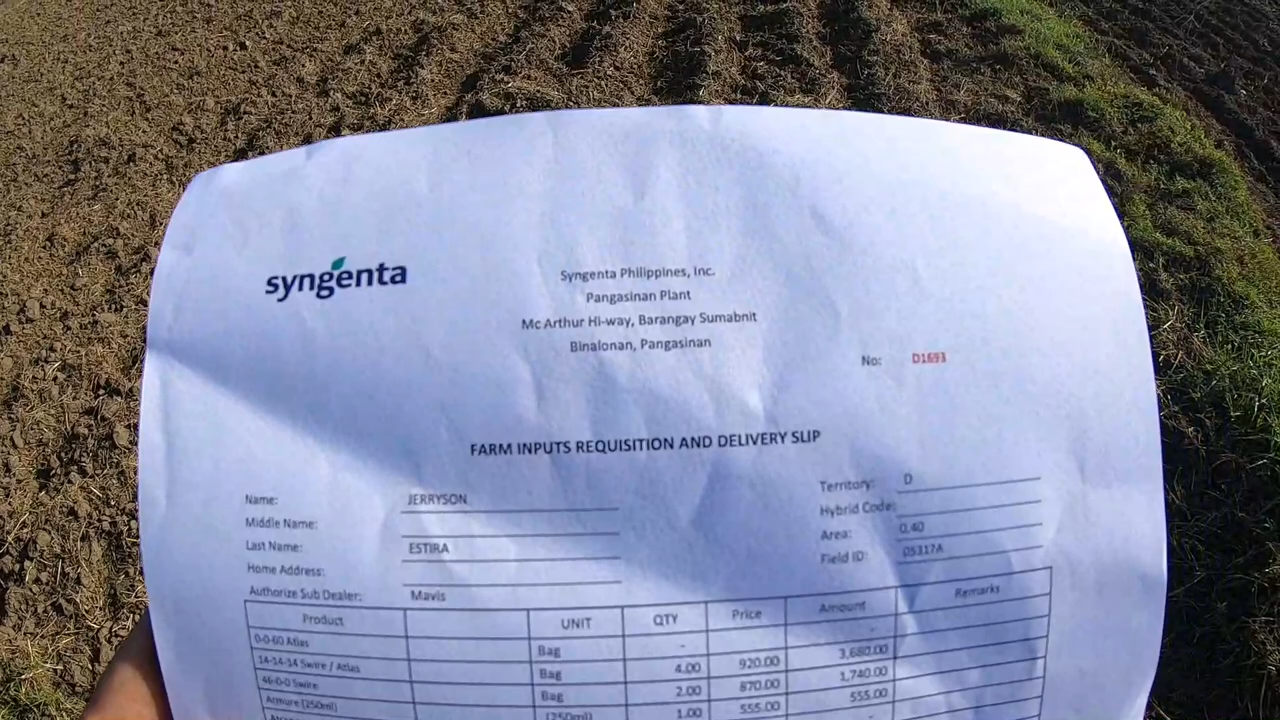 syngenta
Syngenta Philippines, Inc.
Pangasinan Plant
Mc Arthur Hi-way, Barangay Sumabnit
Binalonan, Pangasinan
No: D1693
FARM INPUTS REQUISITION AND DELIVERY SLIP
Name: JERRYSON
Middle Name:
Last Name: ESTIRA
Home Address:
Authorize Sub Dealer: Mavis
Territory: D
Hybrid Code:
Area: 0.40
Field ID: D5317A
Product UNIT QTY Price Amount Remarks
0-0-60 Atlas Bag - -
14-14-14 Swire / Atlas Bag 4.00 920.00 3,680.00
46-0-0 Swire Bag 2.00 870.00 1,740.00
Armure (250ml) (250ml) 1.00 555.00 555.00